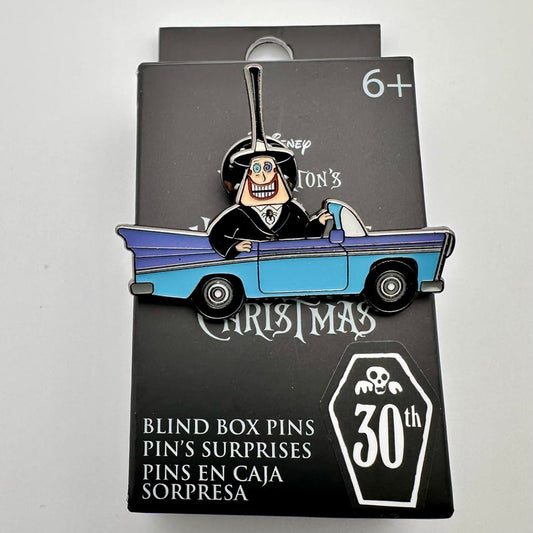 6+
Disney
TON'S
CHRISTMAS
30th
BLIND BOX PINS
PIN'S SURPRISES
PINS EN CAJA
SORPRESA